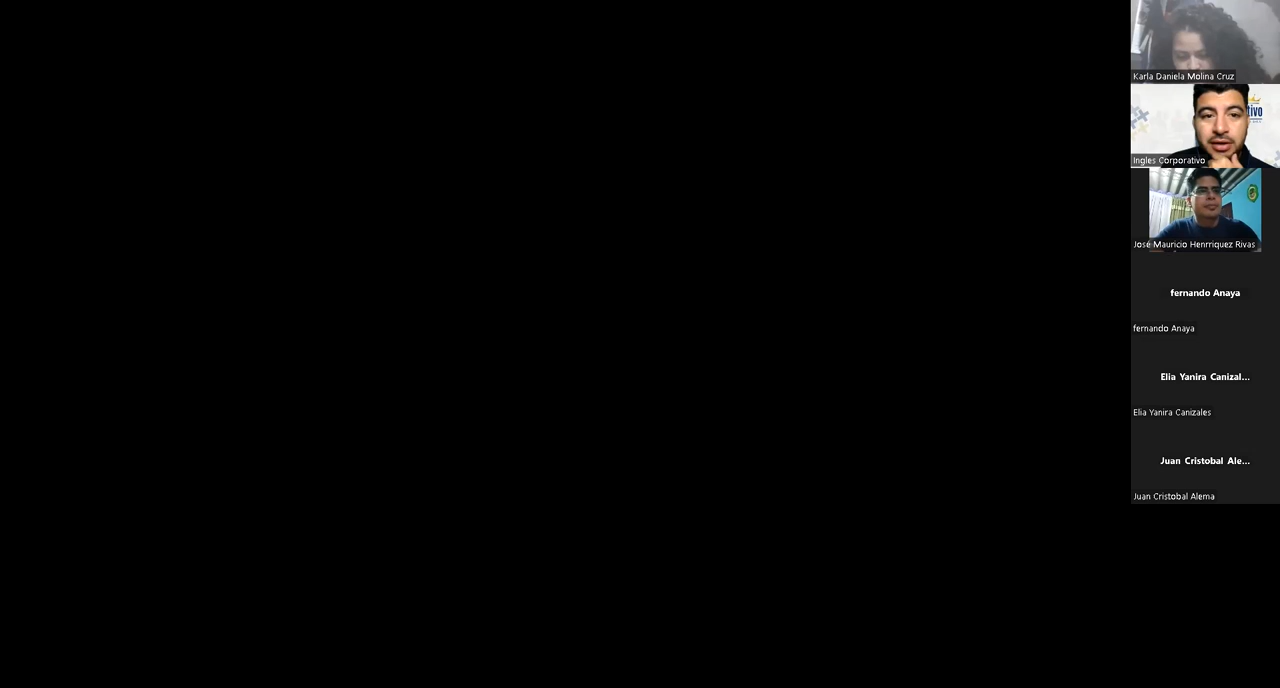 Karla Daniela Molina Cruz
tivo
Ingles Corporativo
José Mauricio Henrriquez Rivas
fernando Anaya
fernando Anaya
Elia Yanira Canizal...
Elia Yanira Canizales
Juan Cristobal Ale...
Juan Cristobal Alema